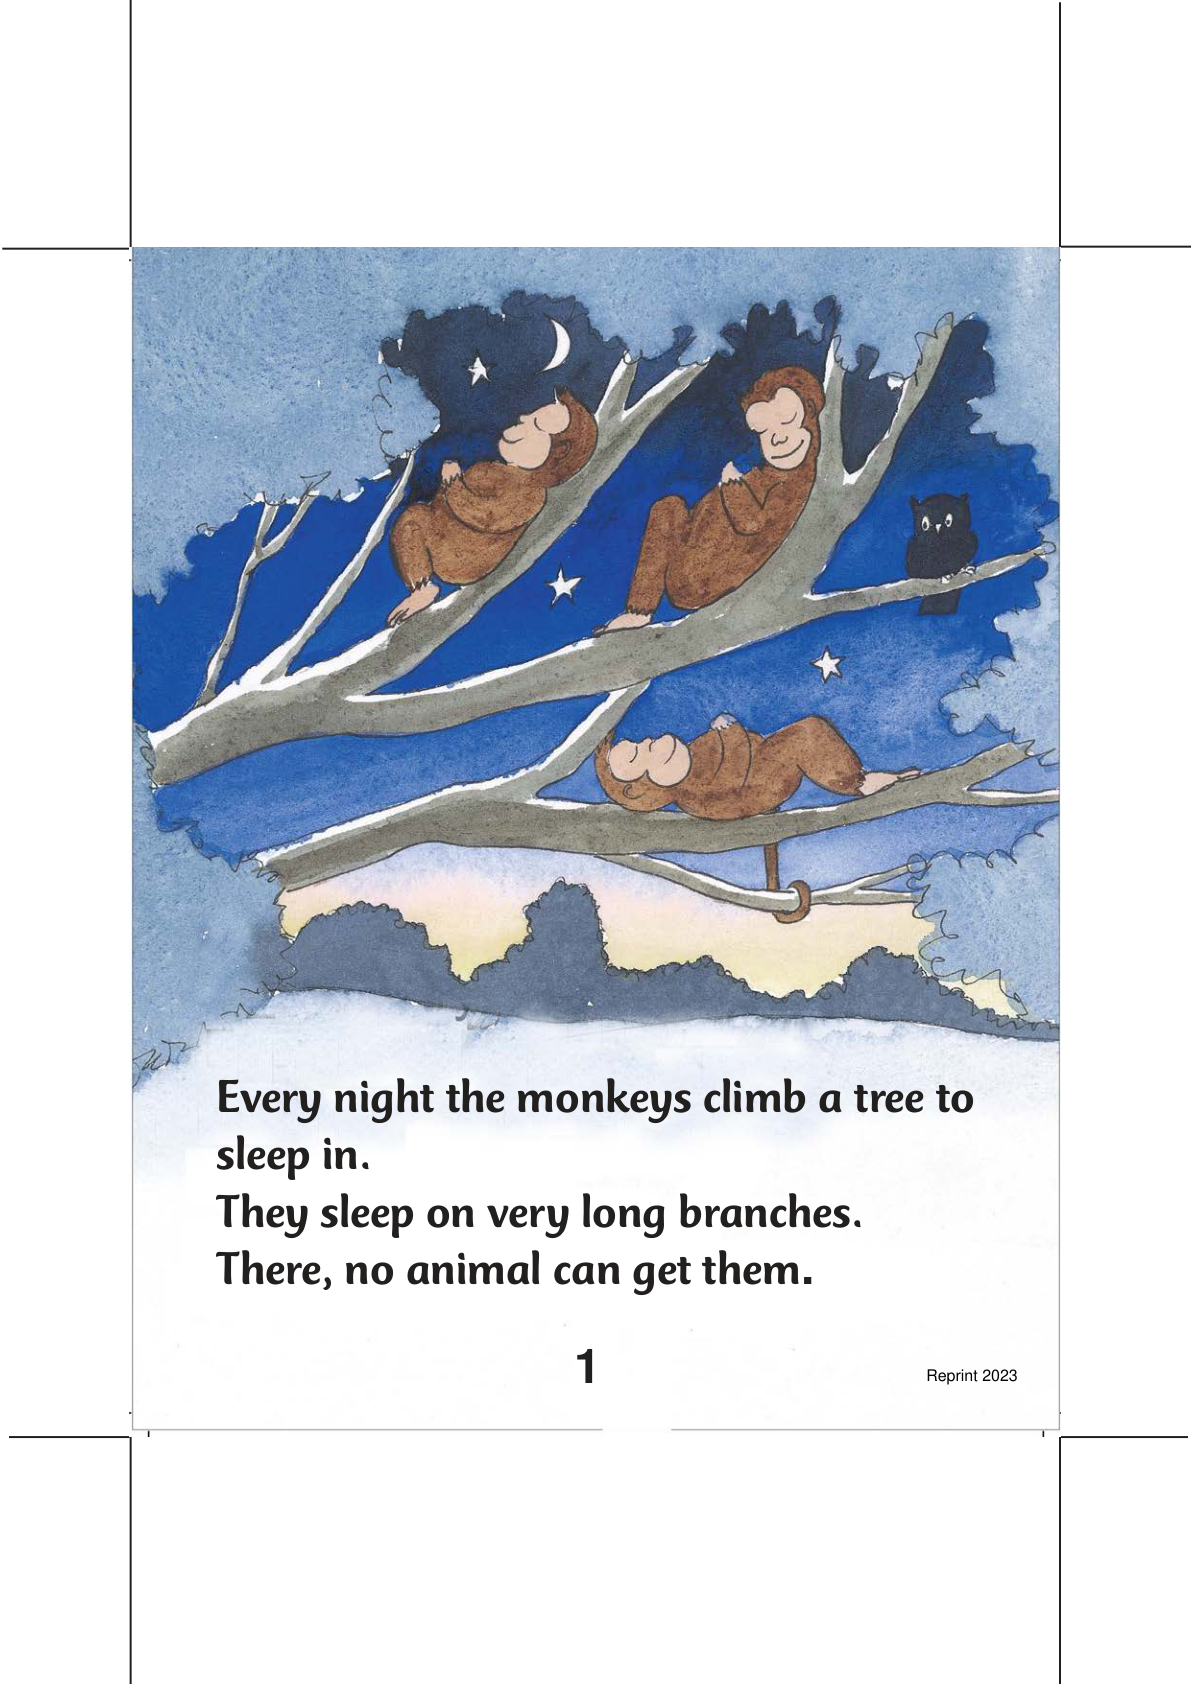 Every night the monkeys climb a tree to
sleep in.
They sleep on very long branches.
There, no animal can get them.
1
Reprint 2023